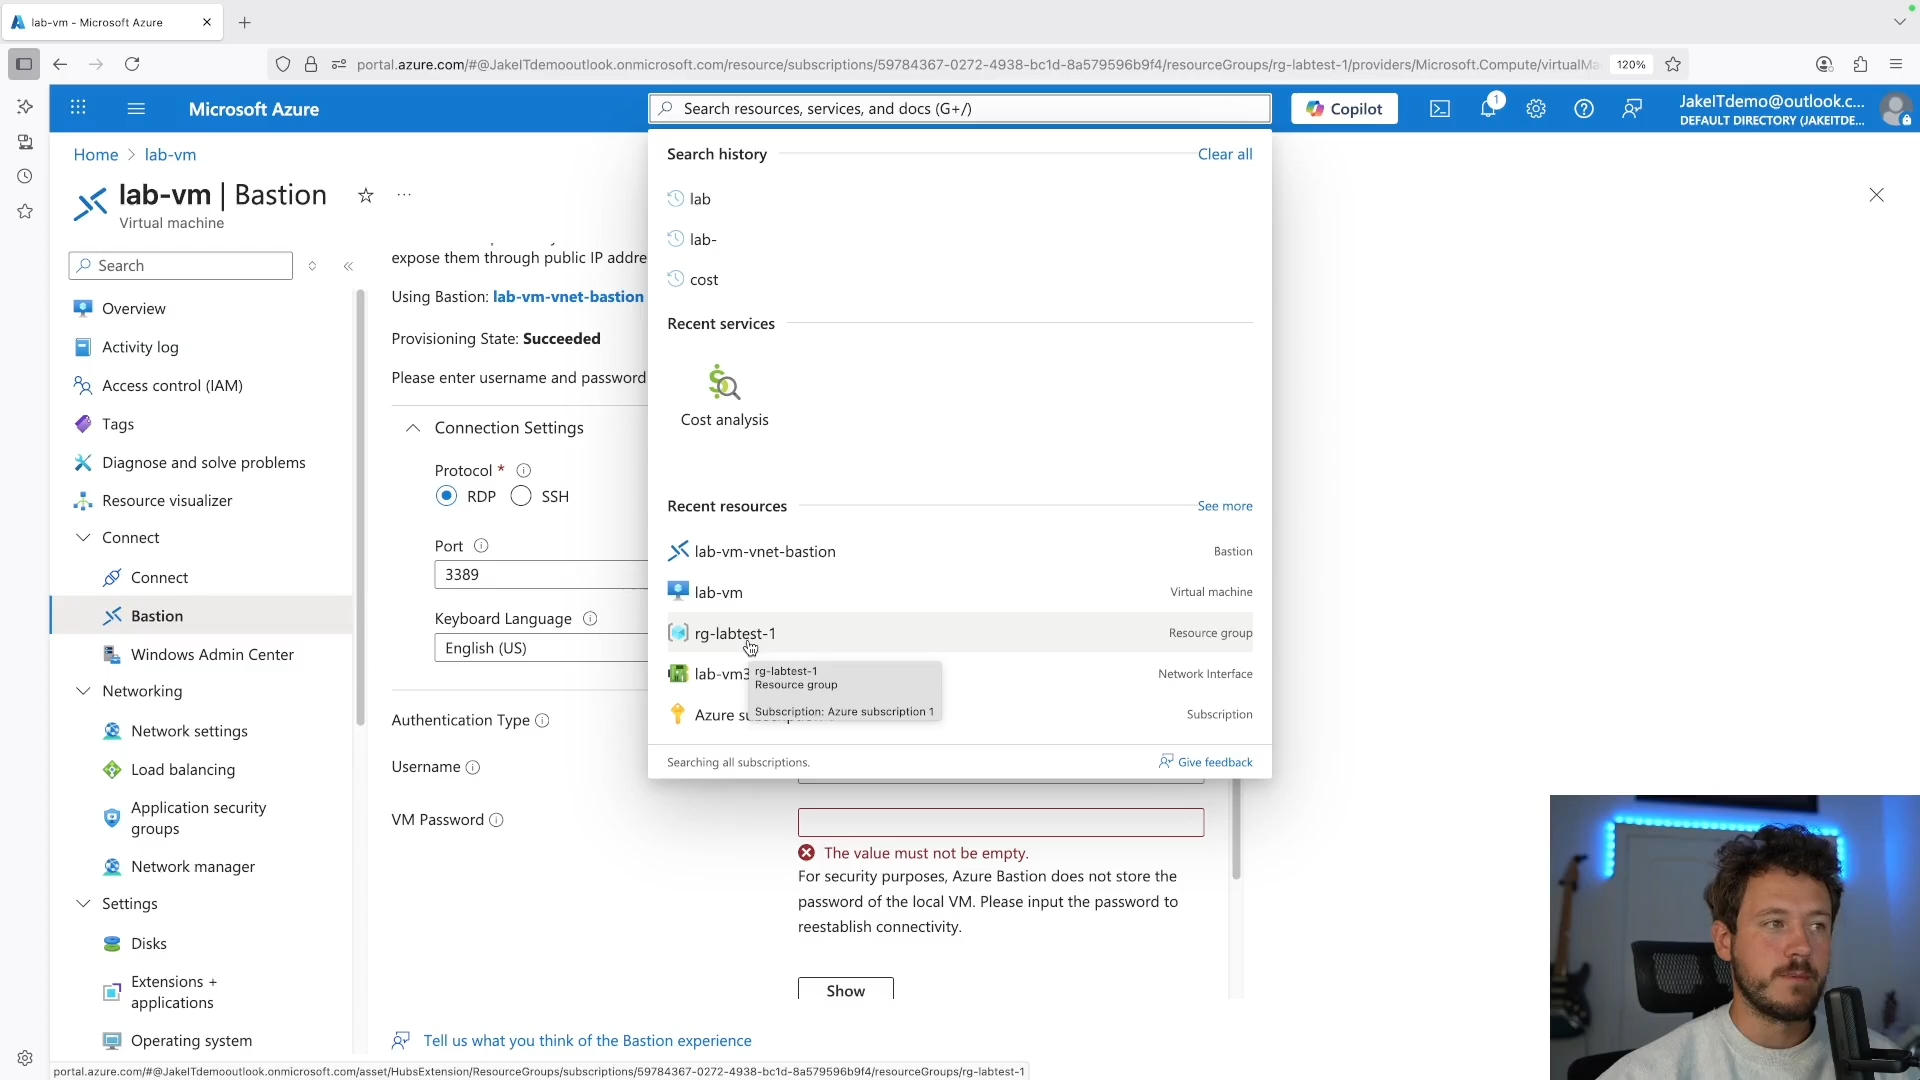 lab-vm - Microsoft Azure
portal.azure.com/#@JakeITdemooutlook.onmicrosoft.com/resource/subscriptions/59784367-0272-4938-bc1d-8a579596b9f4/resourceGroups/rg-labtest-1/providers/Microsoft.Compute/virtualMa
120%
Microsoft Azure
Search resources, services, and docs (G+/)
Copilot
1
JakeITdemo@outlook.c...
DEFAULT DIRECTORY (JAKEITDE...
Home > lab-vm
lab-vm | Bastion
Virtual machine
Search
Overview
Activity log
Access control (IAM)
Tags
Diagnose and solve problems
Resource visualizer
Connect
Connect
Bastion
Windows Admin Center
Networking
Network settings
Load balancing
Application security
groups
Network manager
Settings
Disks
Extensions +
applications
Operating system
expose them through public IP addre
Using Bastion: lab-vm-vnet-bastion
Provisioning State: Succeeded
Please enter username and password
Connection Settings
Protocol *
RDP
SSH
Port
3389
Keyboard Language
English (US)
Authentication Type
Username
VM Password
The value must not be empty.
For security purposes, Azure Bastion does not store the
password of the local VM. Please input the password to
reestablish connectivity.
Show
Tell us what you think of the Bastion experience
Search history
Clear all
lab
lab-
cost
Recent services
Cost analysis
Recent resources
See more
lab-vm-vnet-bastion
Bastion
lab-vm
Virtual machine
rg-labtest-1
Resource group
lab-vm3
Network Interface
Azure su
Subscription
rg-labtest-1
Resource group
Subscription: Azure subscription 1
Searching all subscriptions.
Give feedback
portal.azure.com/#@JakeITdemooutlook.onmicrosoft.com/asset/HubsExtension/ResourceGroups/subscriptions/59784367-0272-4938-bc1d-8a579596b9f4/resourceGroups/rg-labtest-1